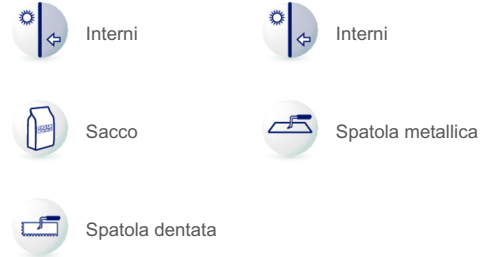 Interni
Interni
Sacco
Spatola metallica
Spatola dentata